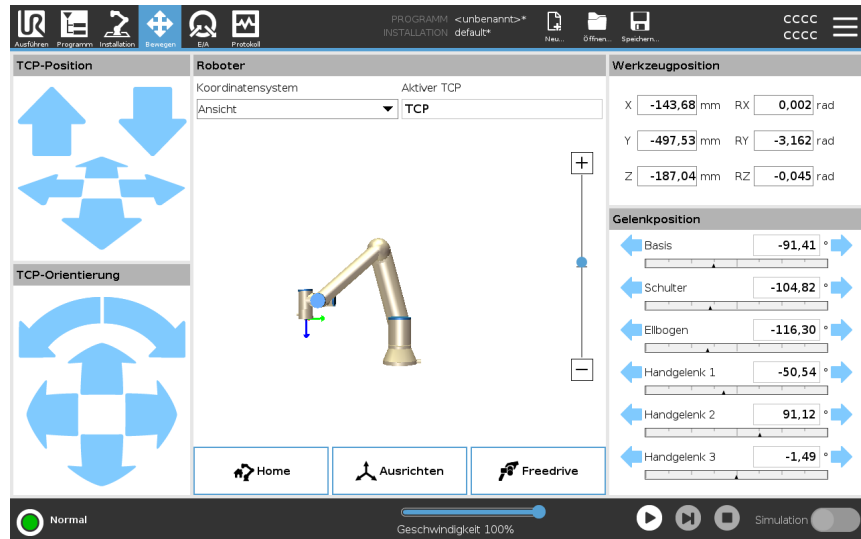 UR
PROGRAMM <unbenannt>*
INSTALLATION default*
cccc
cccc
Ausführen Programm Installation Bewegen E/A Protokoll Neu... Öffnen... Speichern...
TCP-Position
Roboter
Werkzeugposition
Koordinatensystem Aktiver TCP
Ansicht TCP
X -143,68 mm RX 0,002 rad
Y -497,53 mm RY -3,162 rad
Z -187,04 mm RZ -0,045 rad
Gelenkposition
Basis -91,41 °
Schulter -104,82 °
Ellbogen -116,30 °
Handgelenk 1 -50,54 °
Handgelenk 2 91,12 °
Handgelenk 3 -1,49 °
TCP-Orientierung
Home Ausrichten Freedrive
Normal
Geschwindigkeit 100%
Simulation